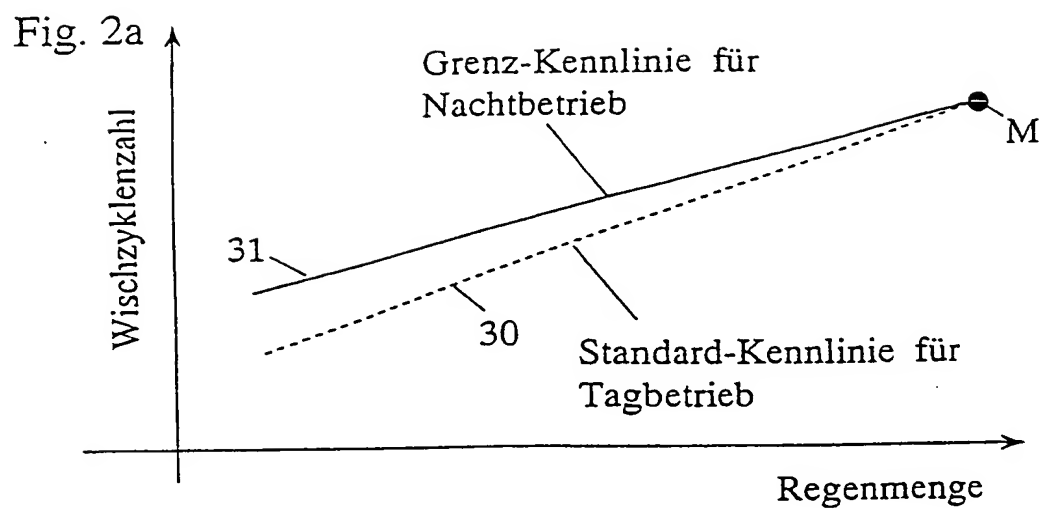 Fig. 2a
Grenz-Kennlinie für
Nachtbetrieb
M
Wischzyklenzahl
31
30
Standard-Kennlinie für
Tagbetrieb
Regenmenge